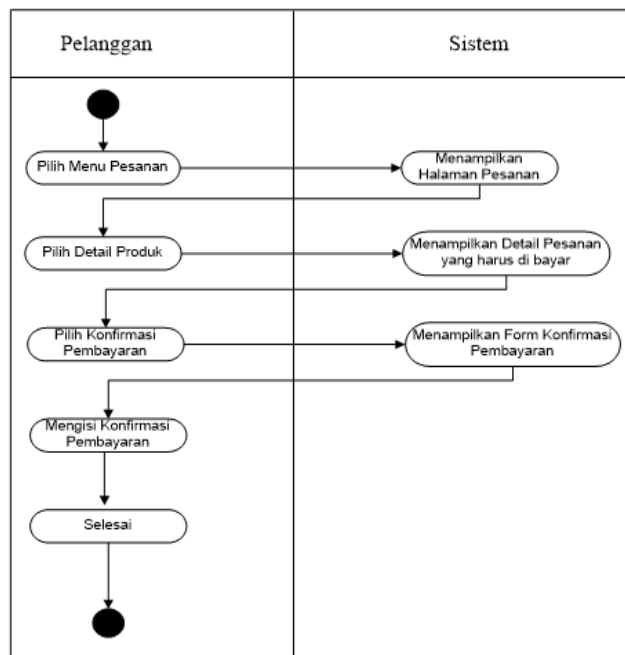 Pelanggan
Sistem
Pilih Menu Pesanan
Menampilkan
Halaman Pesanan
Pilih Detail Produk
Menampilkan Detail Pesanan
yang harus di bayar
Pilih Konfirmasi
Pembayaran
Menampilkan Form Konfirmasi
Pembayaran
Mengisi Konfirmasi
Pembayaran
Selesai